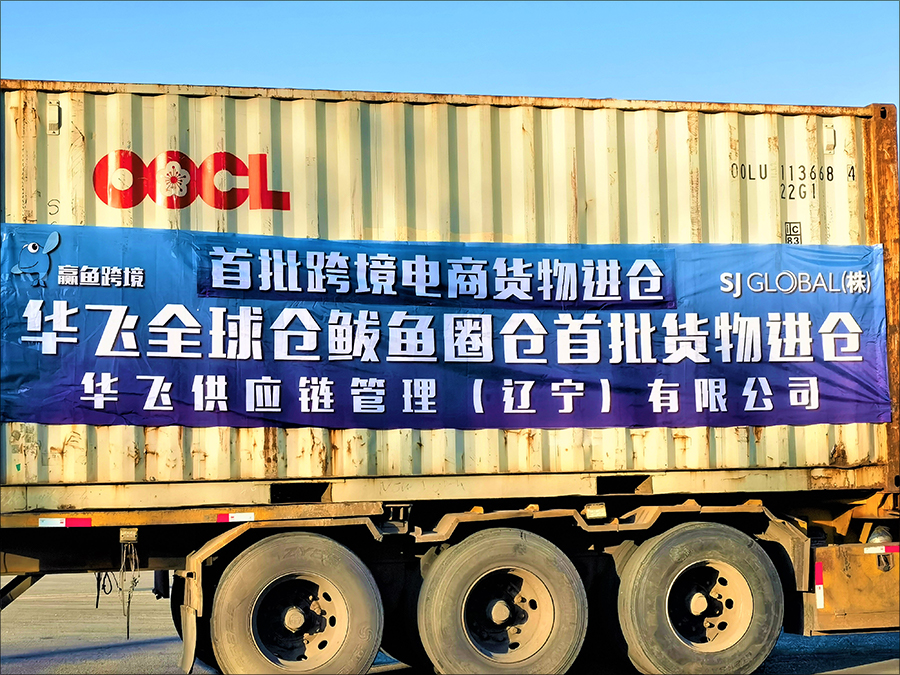 OOCL
OOLU 113668 4
22G1
赢鱼跨境
首批跨境电商货物进仓
SJ GLOBAL(株)
华飞全球仓鲅鱼圈仓首批货物进仓
华飞供应链管理（辽宁）有限公司